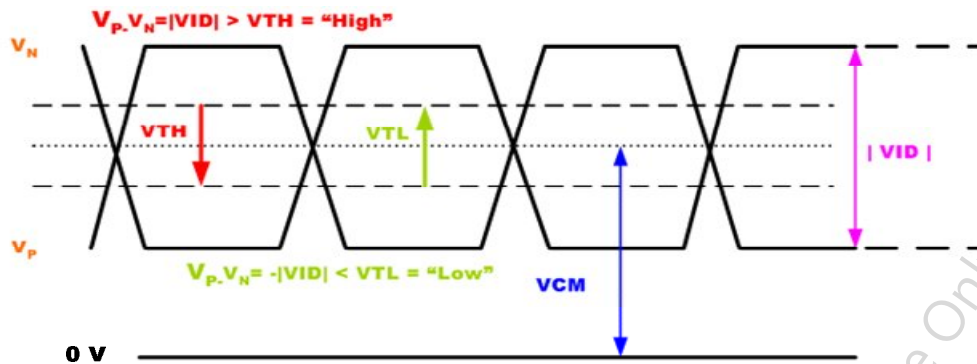 VP- VN=|VID| > VTH = “High”
VN
VTH
VTL
| VID |
VP
VP- VN= -|VID| < VTL = “Low”
VCM
0 V